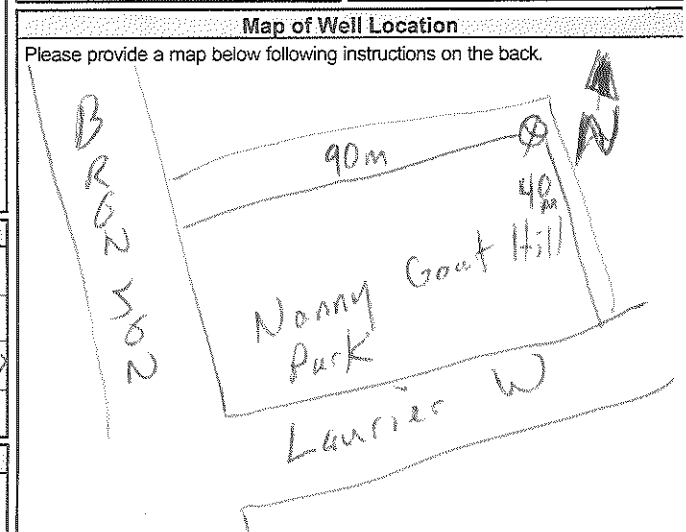 Map of Well Location
Please provide a map below following instructions on the back.
BRONSON
90m
N
40m
Nanny Goat Hill
Park
Laurier W